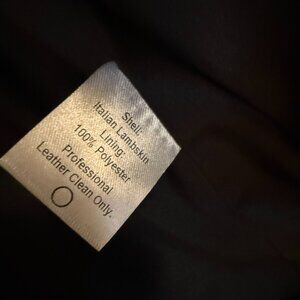 Shell:
Italian Lambskin
Lining:
100% Polyester
Professional
Leather Clean Only.